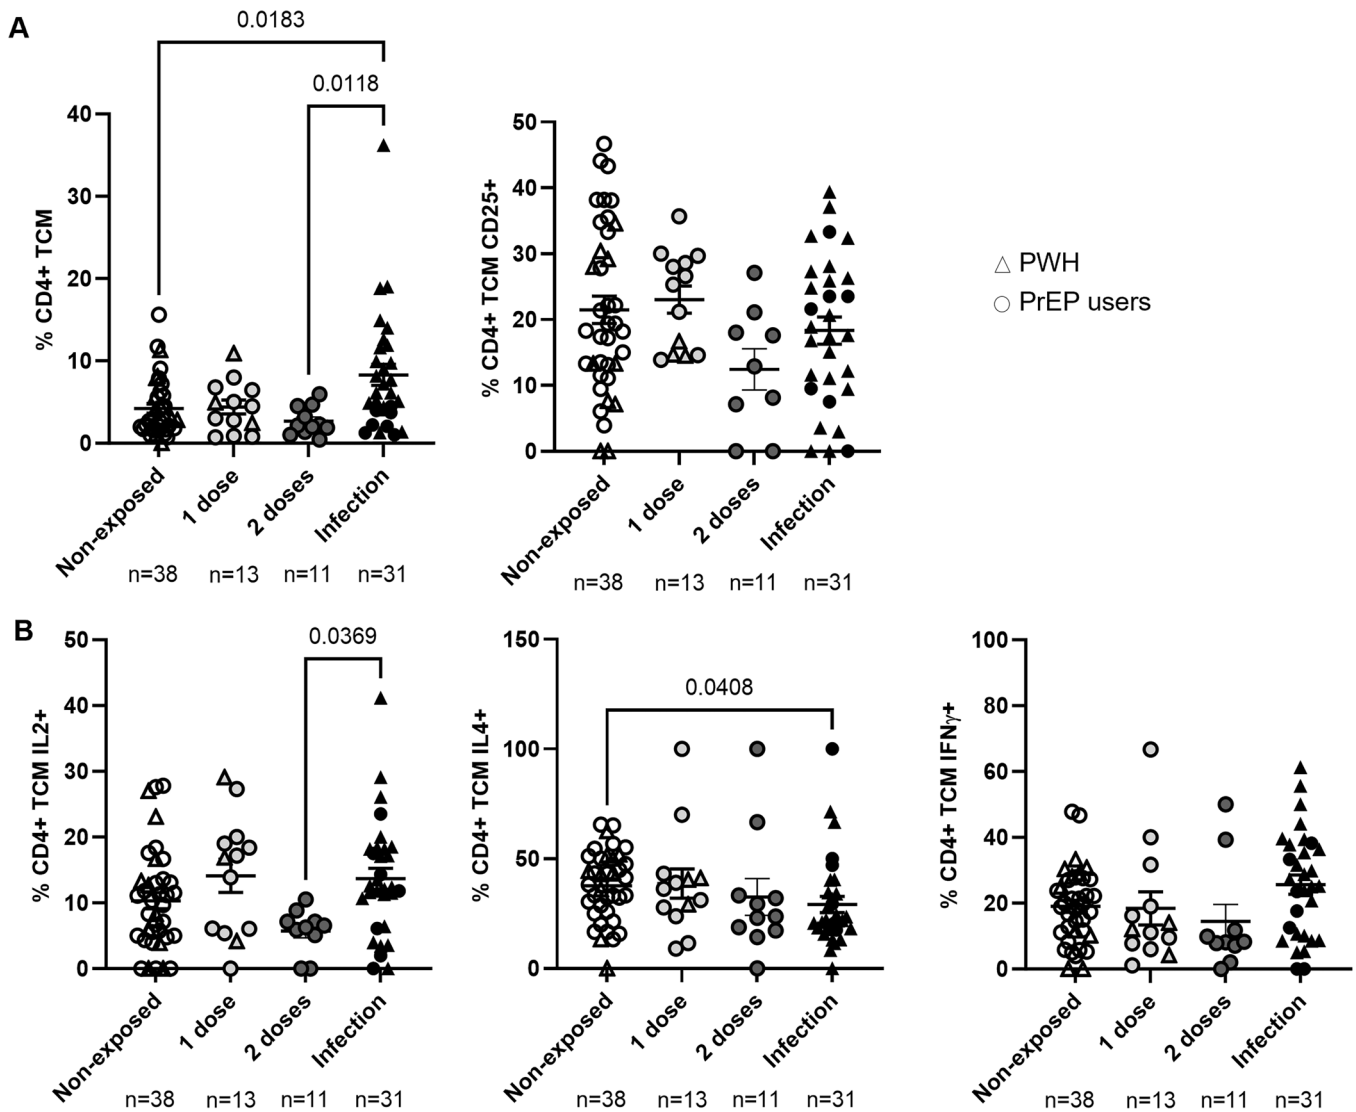 A
0.0183
0.0118
% CD4+ TCM
40
30
20
10
0
Non-exposed
1 dose
2 doses
Infection
n=38
n=13
n=11
n=31
% CD4+ TCM CD25+
50
40
30
20
10
0
Non-exposed
1 dose
2 doses
Infection
n=38
n=13
n=11
n=31
PWH
PrEP users
B
0.0369
% CD4+ TCM IL2+
50
40
30
20
10
0
Non-exposed
1 dose
2 doses
Infection
n=38
n=13
n=11
n=31
0.0408
% CD4+ TCM IL4+
150
100
50
0
Non-exposed
1 dose
2 doses
Infection
n=38
n=13
n=11
n=31
% CD4+ TCM IFNγ+
100
80
60
40
20
0
Non-exposed
1 dose
2 doses
Infection
n=38
n=13
n=11
n=31